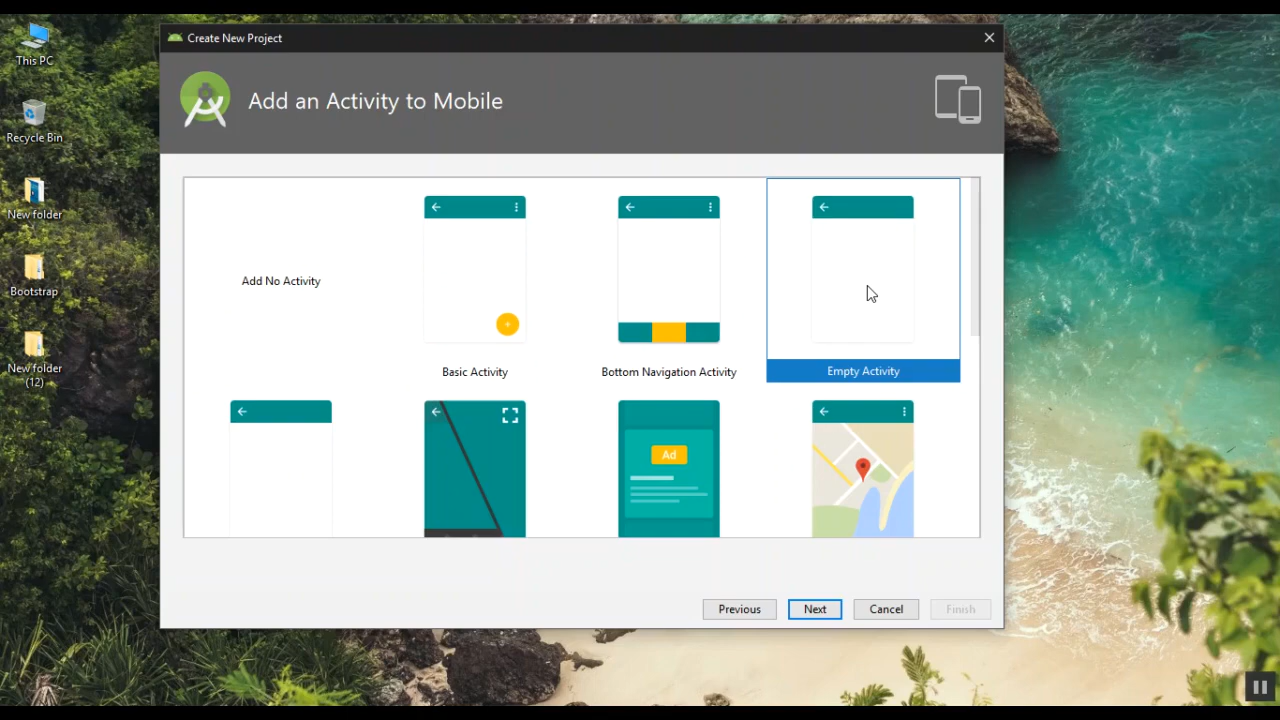 This PC
Recycle Bin
New folder
Bootstrap
New folder
(12)
Create New Project
Add an Activity to Mobile
Add No Activity
Basic Activity
Bottom Navigation Activity
Empty Activity
Ad
Previous
Next
Cancel
Finish